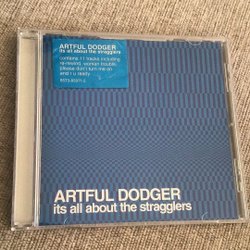 ARTFUL DODGER
its all about the stragglers
contains 11 tracks including
re-rewind, woman trouble,
please don't turn me on
and r u ready
ARTFUL DODGER
its all about the stragglers